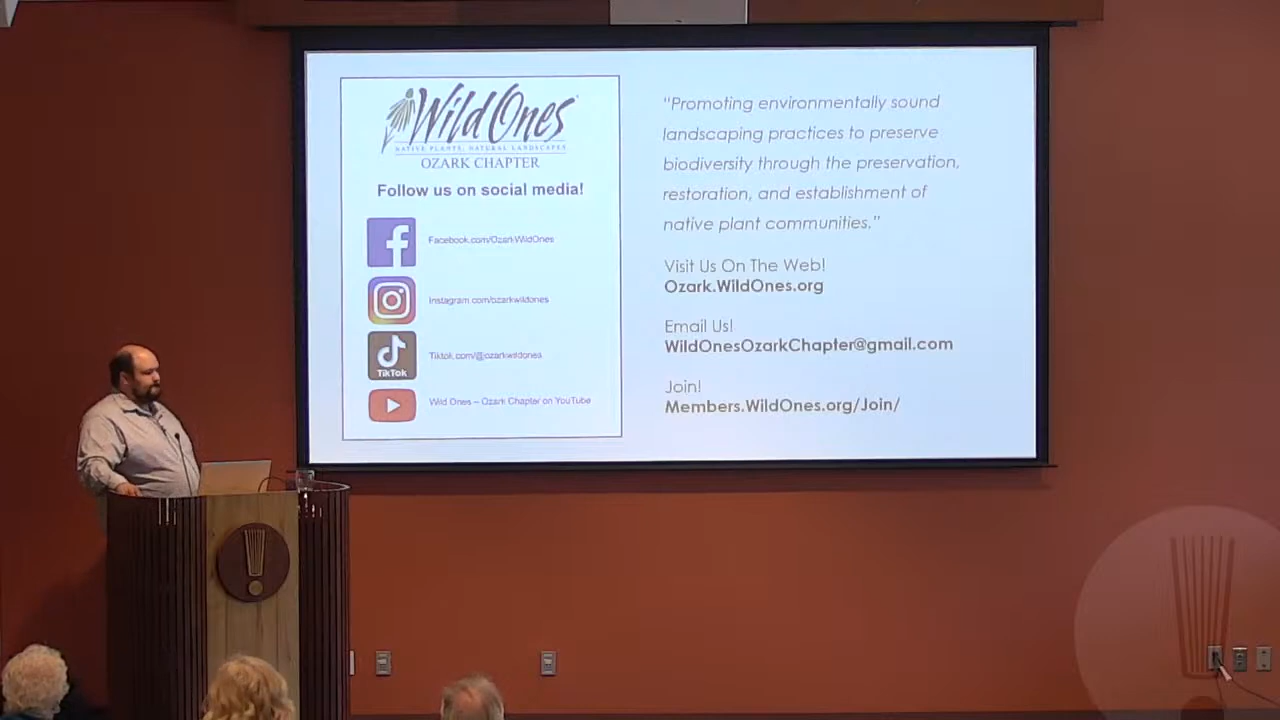 Wild Ones
NATIVE PLANTS, NATURAL LANDSCAPES
OZARK CHAPTER
Follow us on social media!
Facebook.com/OzarkWildOnes
Instagram.com/ozarkwildones
TikTok
Tiktok.com/@ozarkwildones
Wild Ones – Ozark Chapter on YouTube
“Promoting environmentally sound
landscaping practices to preserve
biodiversity through the preservation,
restoration, and establishment of
native plant communities.”
Visit Us On The Web!
Ozark.WildOnes.org
Email Us!
WildOnesOzarkChapter@gmail.com
Join!
Members.WildOnes.org/Join/